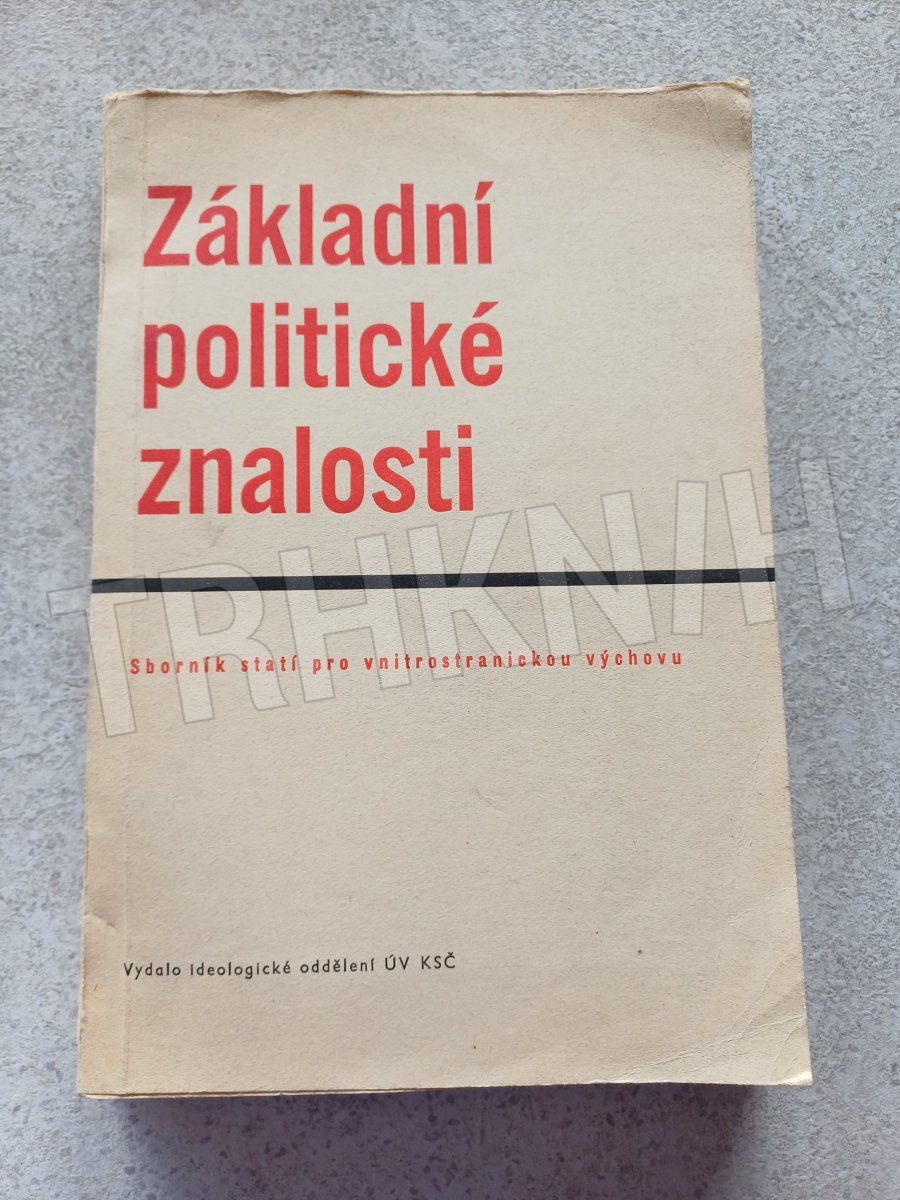 Základní
politické
znalosti
TRHKNIH
Sborník statí pro vnitrostranickou výchovu
Vydalo ideologické oddělení ÚV KSČ